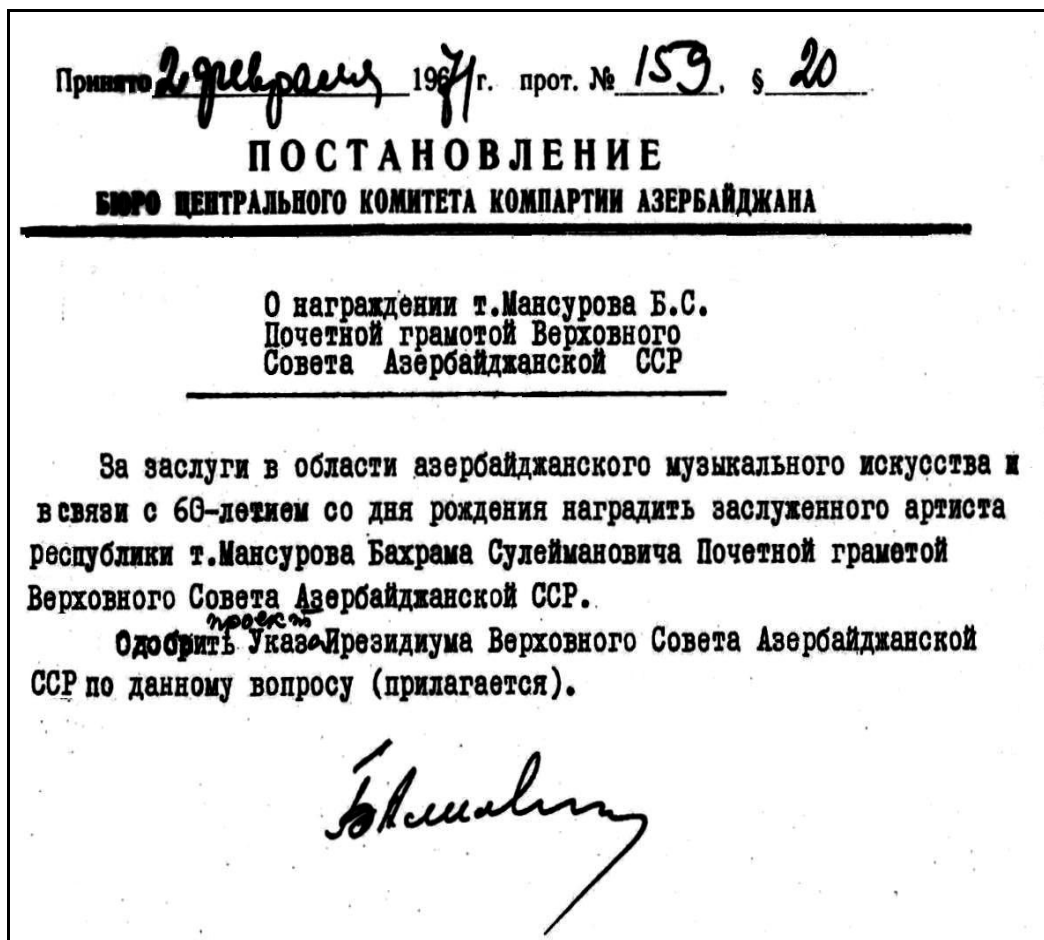 Принято 2 февраля 1971 г. прот. № 159, § 20
ПОСТАНОВЛЕНИЕ
БЮРО ЦЕНТРАЛЬНОГО КОМИТЕТА КОМПАРТИИ АЗЕРБАЙДЖАНА
О награждении т.Мансурова Б.С.
Почетной грамотой Верховного
Совета Азербайджанской ССР
За заслуги в области азербайджанского музыкального искусства и
в связи с 60-летием со дня рождения наградить заслуженного артиста
республики т.Мансурова Бахрама Сулеймановича Почетной грамотой
Верховного Совета Азербайджанской ССР.
проект
Одобрить Указа Президиума Верховного Совета Азербайджанской
ССР по данному вопросу (прилагается).